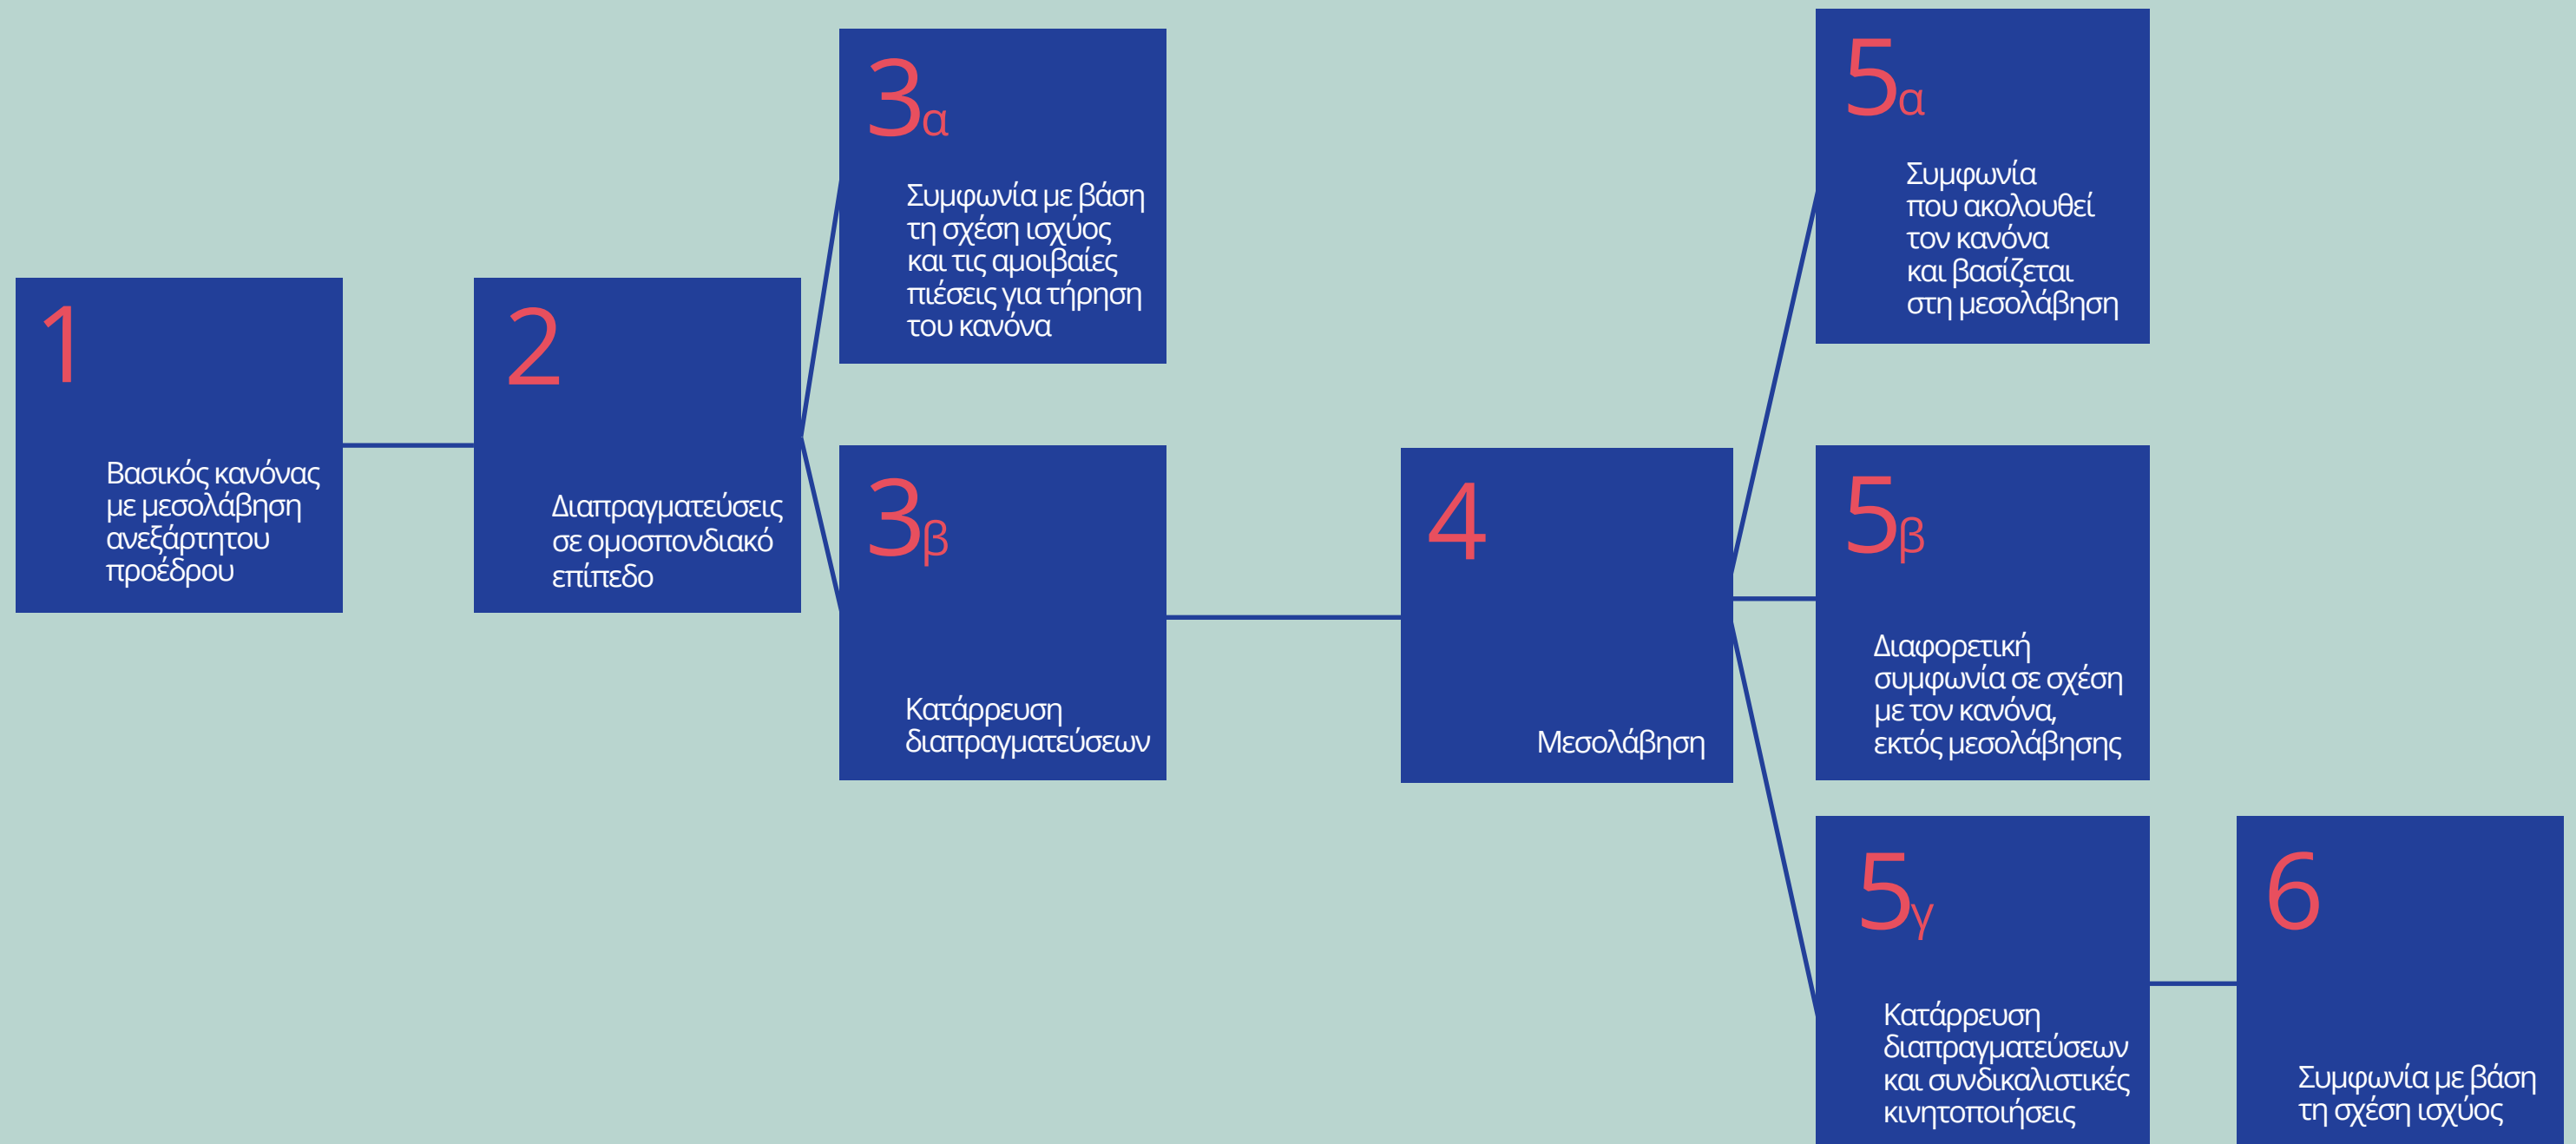 1
Βασικός κανόνας
με μεσολάβηση
ανεξάρτητου
προέδρου
2
Διαπραγματεύσεις
σε ομοσπονδιακό
επίπεδο
3α
Συμφωνία με βάση
τη σχέση ισχύος
και τις αμοιβαίες
πιέσεις για τήρηση
του κανόνα
3β
Κατάρρευση
διαπραγματεύσεων
4
Μεσολάβηση
5α
Συμφωνία
που ακολουθεί
τον κανόνα
και βασίζεται
στη μεσολάβηση
5β
Διαφορετική
συμφωνία σε σχέση
με τον κανόνα,
εκτός μεσολάβησης
5γ
Κατάρρευση
διαπραγματεύσεων
και συνδικαλιστικές
κινητοποιήσεις
6
Συμφωνία με βάση
τη σχέση ισχύος